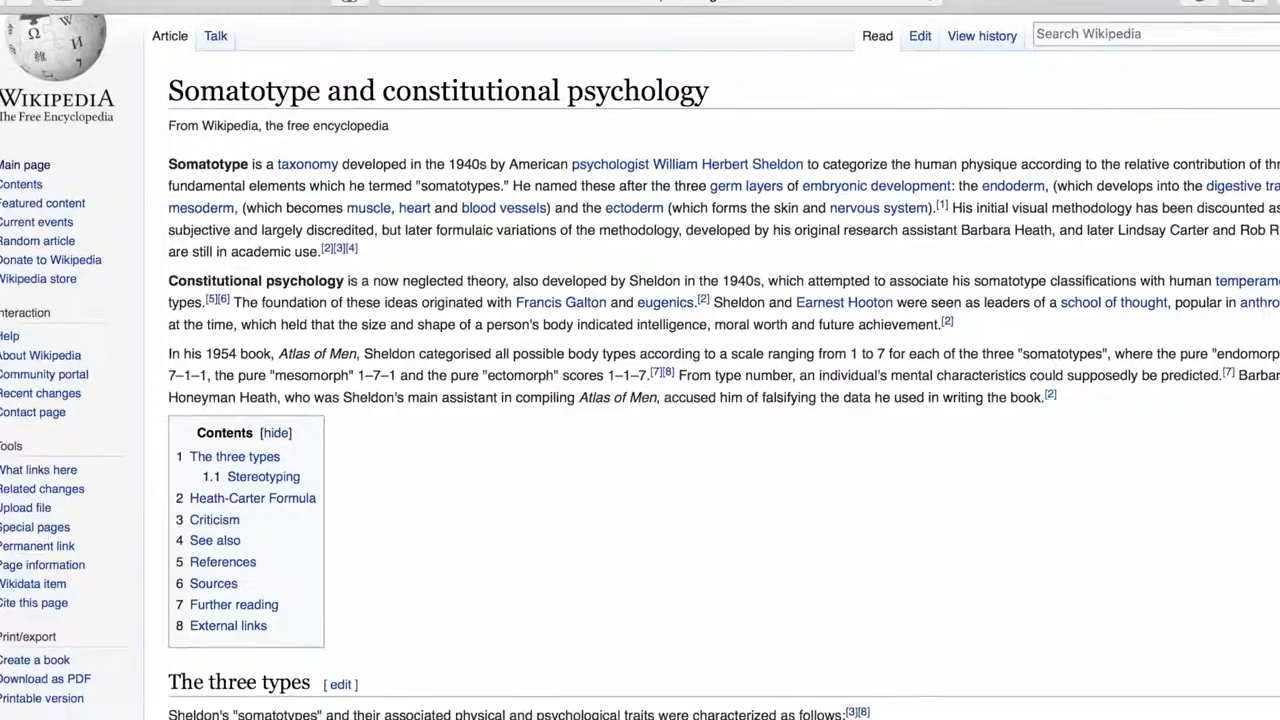 Article
Talk
Read
Edit
View history
Search Wikipedia
WIKIPEDIA
The Free Encyclopedia
Main page
Contents
Featured content
Current events
Random article
Donate to Wikipedia
Wikipedia store
Interaction
Help
About Wikipedia
Community portal
Recent changes
Contact page
Tools
What links here
Related changes
Upload file
Special pages
Permanent link
Page information
Wikidata item
Cite this page
Print/export
Create a book
Download as PDF
Printable version
Somatotype and constitutional psychology
From Wikipedia, the free encyclopedia
Somatotype is a taxonomy developed in the 1940s by American psychologist William Herbert Sheldon to categorize the human physique according to the relative contribution of
fundamental elements which he termed "somatotypes." He named these after the three germ layers of embryonic development: the endoderm, (which develops into the digestive
mesoderm, (which becomes muscle, heart and blood vessels) and the ectoderm (which forms the skin and nervous system).[1] His initial visual methodology has been discounted as
subjective and largely discredited, but later formulaic variations of the methodology, developed by his original research assistant Barbara Heath, and later Lindsay Carter and Rob
are still in academic use.[2][3][4]
Constitutional psychology is a now neglected theory, also developed by Sheldon in the 1940s, which attempted to associate his somatotype classifications with human
types.[5][6] The foundation of these ideas originated with Francis Galton and eugenics.[2] Sheldon and Earnest Hooton were seen as leaders of a school of thought, popular in
at the time, which held that the size and shape of a person's body indicated intelligence, moral worth and future achievement.[2]
In his 1954 book, Atlas of Men, Sheldon categorised all possible body types according to a scale ranging from 1 to 7 for each of the three "somatotypes", where the pure
7–1–1, the pure "mesomorph" 1–7–1 and the pure "ectomorph" scores 1–1–7.[7][8] From type number, an individual's mental characteristics could supposedly be predicted.[7]
Honeyman Heath, who was Sheldon's main assistant in compiling Atlas of Men, accused him of falsifying the data he used in writing the book.[2]
Contents [hide]
1 The three types
1.1 Stereotyping
2 Heath-Carter Formula
3 Criticism
4 See also
5 References
6 Sources
7 Further reading
8 External links
The three types [ edit ]
Sheldon's "somatotypes" and their associated physical and psychological traits were characterized as follows:[3][8]